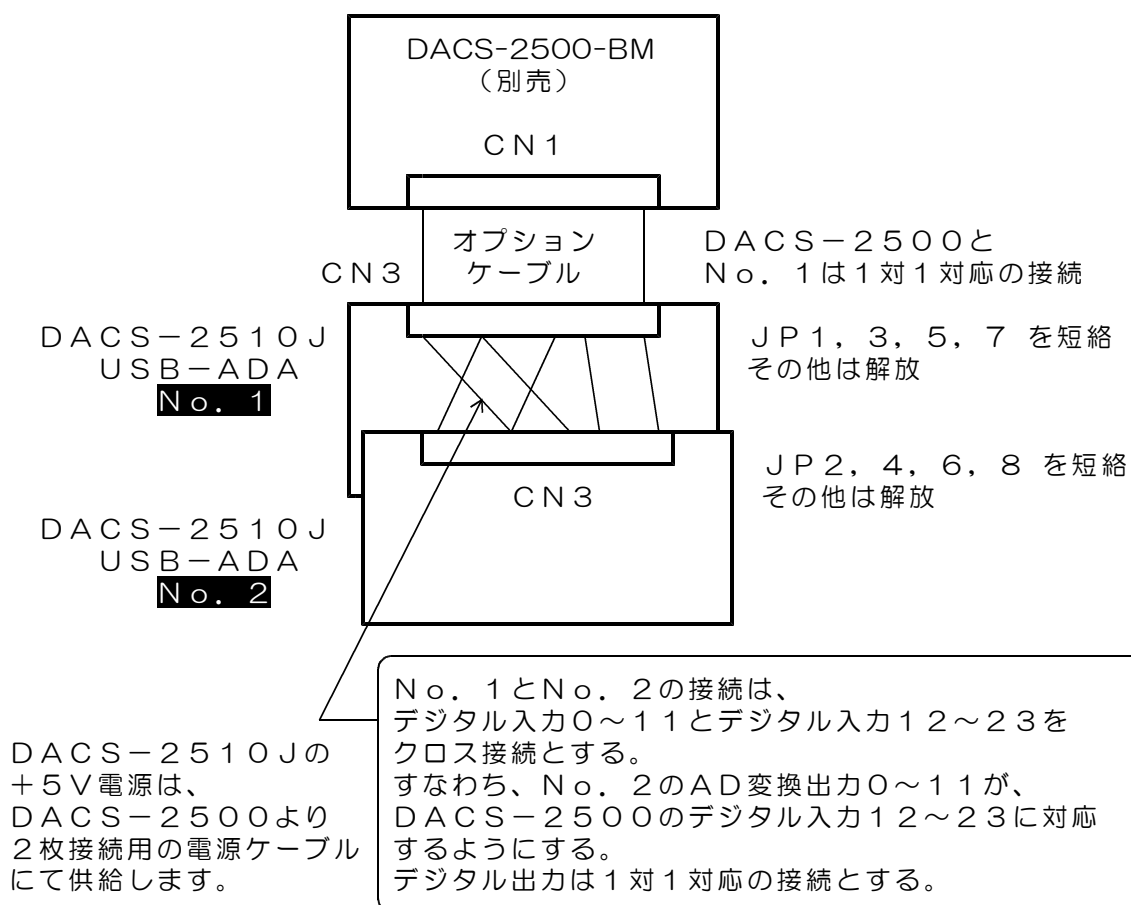 DACS-2500-BM
（別売）
ＣＮ１
オプション
ケーブル
ＣＮ３
ＤＡＣＳ－２５００と
Ｎｏ．１は１対１対応の接続
ＤＡＣＳ－２５１０Ｊ
ＵＳＢ－ＡＤＡ
Ｎｏ．１
ＪＰ１，３，５，７ を短絡
その他は解放
ＪＰ２，４，６，８ を短絡
その他は解放
ＣＮ３
ＤＡＣＳ－２５１０Ｊ
ＵＳＢ－ＡＤＡ
Ｎｏ．２
Ｎｏ．１とＮｏ．２の接続は、
デジタル入力０～１１とデジタル入力１２～２３を
クロス接続とする。
すなわち、Ｎｏ．２のＡＤ変換出力０～１１が、
ＤＡＣＳ－２５００のデジタル入力１２～２３に対応
するようにする。
デジタル出力は１対１対応の接続とする。
ＤＡＣＳ－２５１０Ｊの
＋５Ｖ電源は、
ＤＡＣＳ－２５００より
２枚接続用の電源ケーブル
にて供給します。